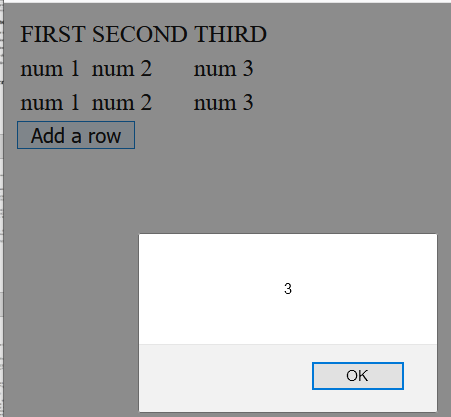 FIRST SECOND THIRD
num 1 num 2 num 3
num 1 num 2 num 3
Add a row
3
OK